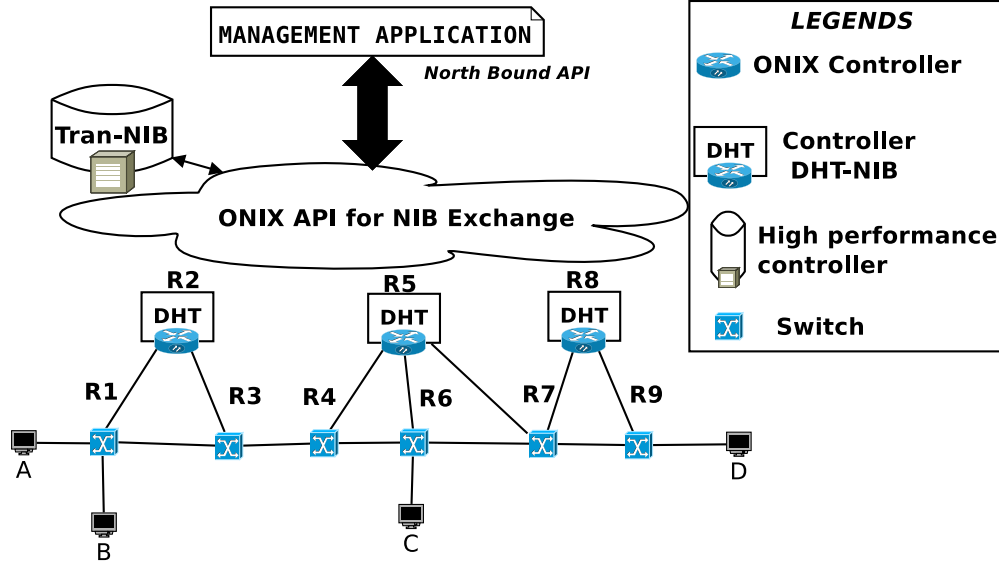 MANAGEMENT APPLICATION
North Bound API
Tran-NIB
ONIX API for NIB Exchange
R2
DHT
R5
DHT
R8
DHT
R1
R3
R4
R6
R7
R9
A
B
C
D
LEGENDS
ONIX Controller
DHT
Controller
DHT-NIB
High performance
controller
Switch